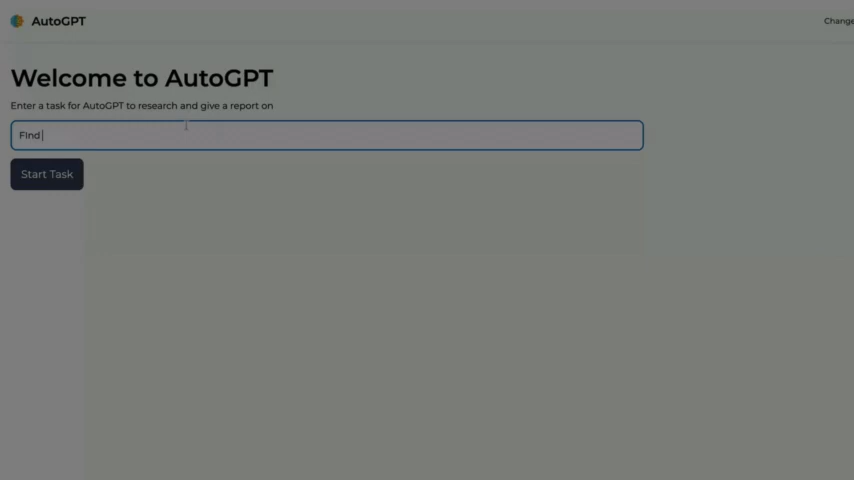 AutoGPT
Change
Welcome to AutoGPT
Enter a task for AutoGPT to research and give a report on
FInd
Start Task